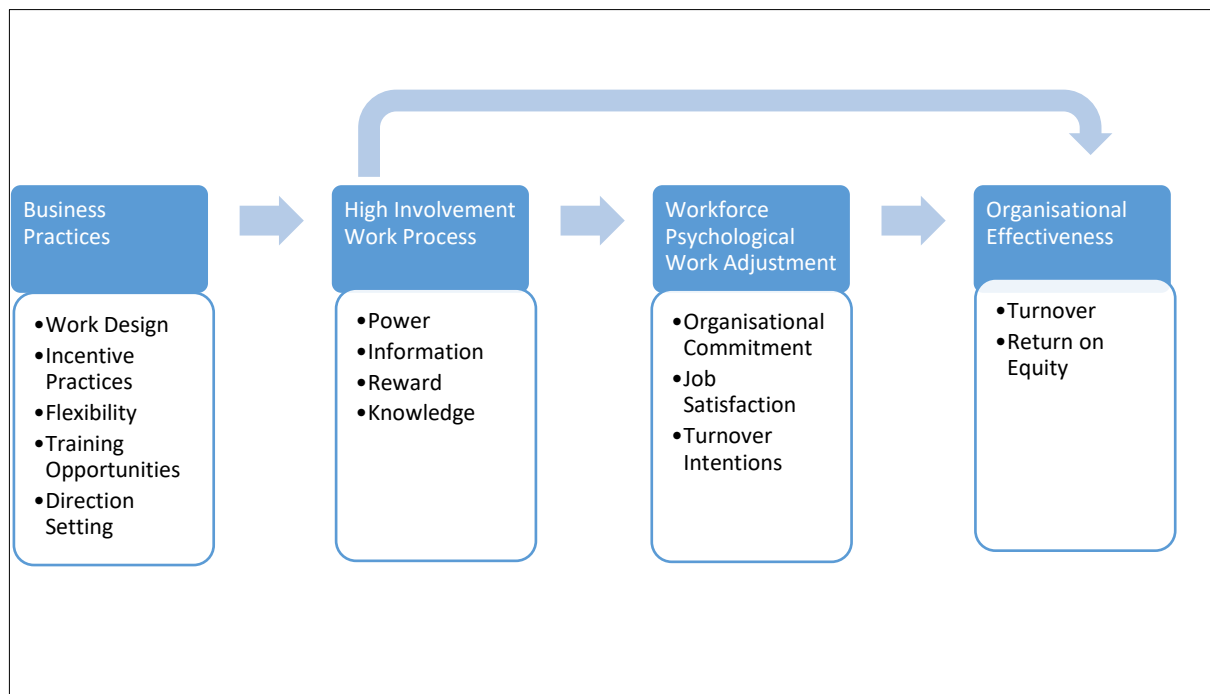 Business
Practices
•Work Design
•Incentive
Practices
•Flexibility
•Training
Opportunities
•Direction
Setting
High Involvement
Work Process
•Power
•Information
•Reward
•Knowledge
Workforce
Psychological
Work Adjustment
•Organisational
Commitment
•Job
Satisfaction
•Turnover
Intentions
Organisational
Effectiveness
•Turnover
•Return on
Equity